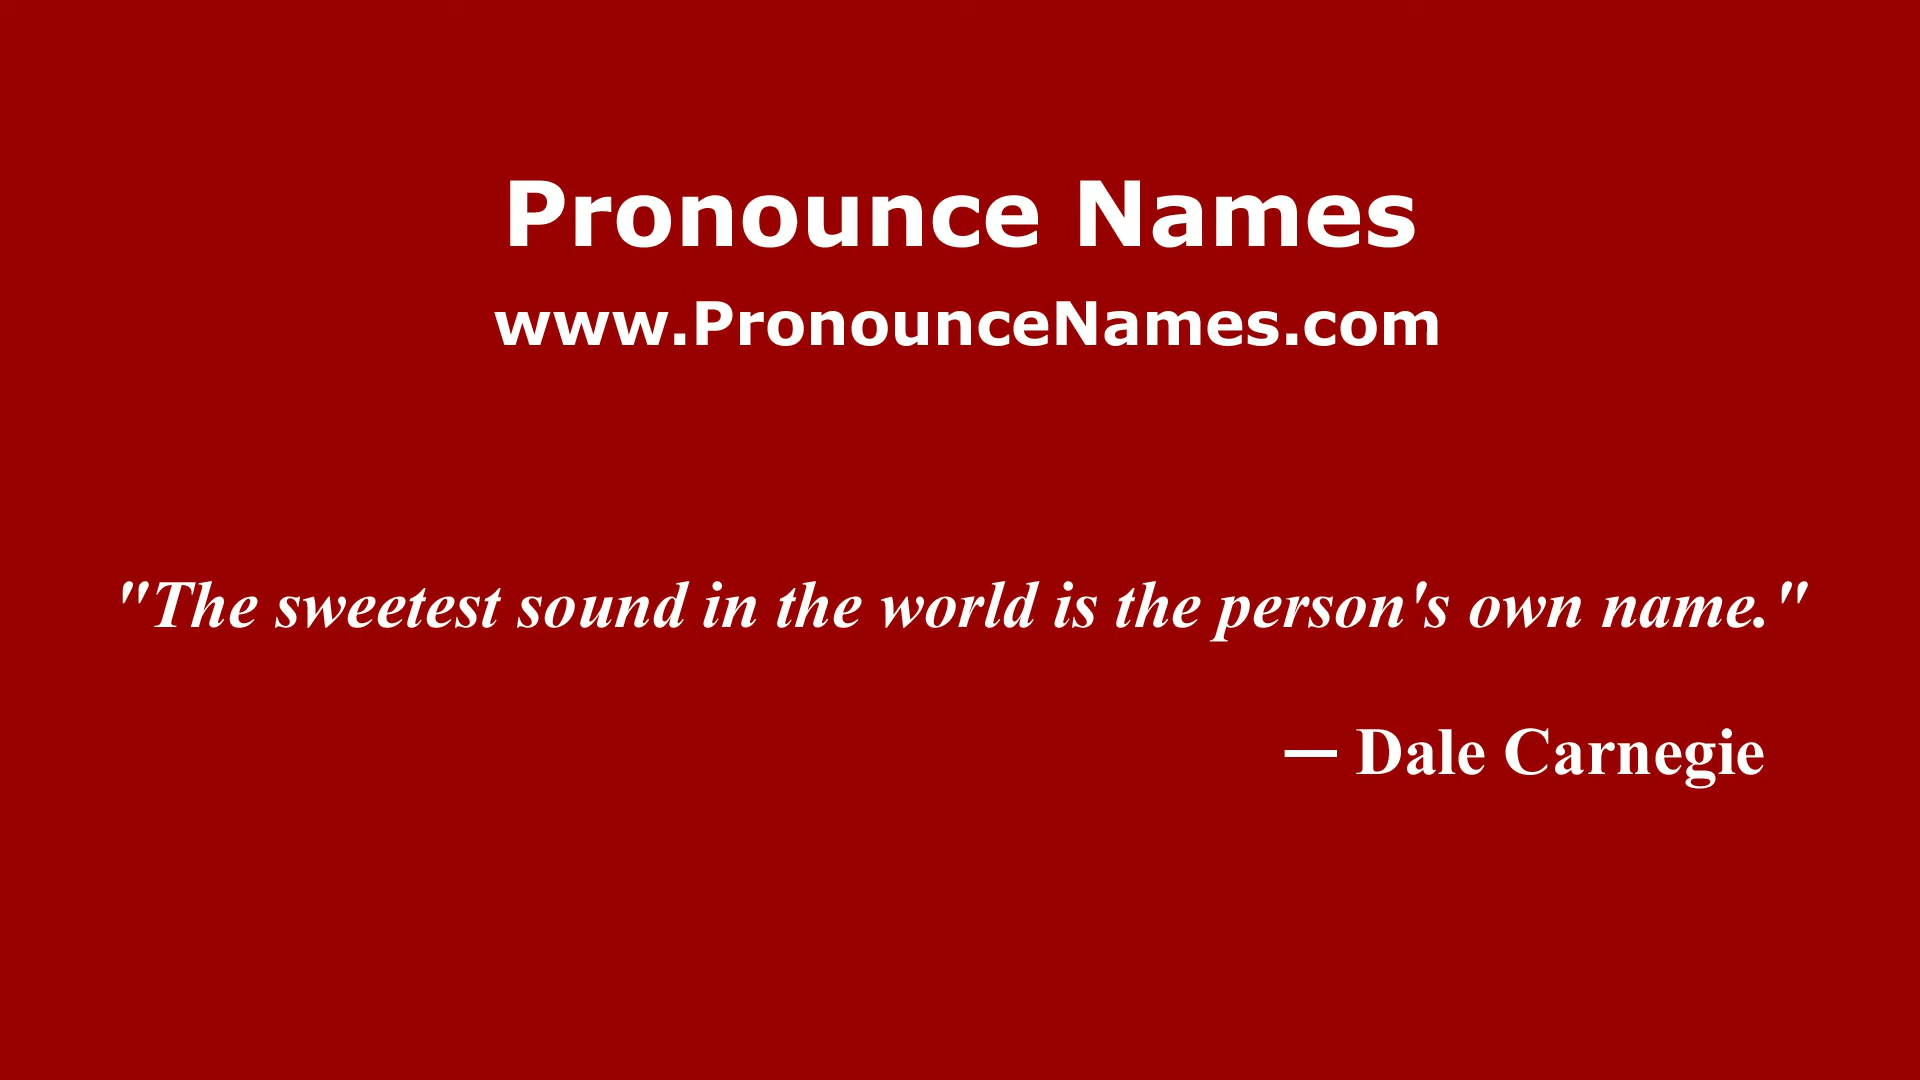 Pronounce Names
www.PronounceNames.com
"The sweetest sound in the world is the person's own name."
— Dale Carnegie